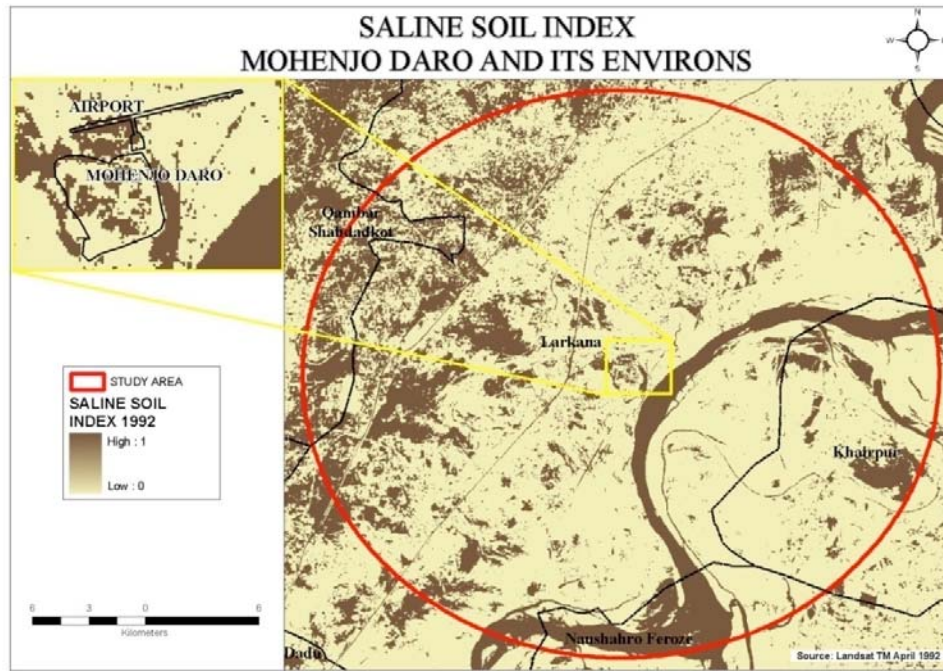 SALINE SOIL INDEX
MOHENJO DARO AND ITS ENVIRONS
N
W
S
AIRPORT
MOHENJO DARO
Qambar
Shahdadkot
Larkana
Khairpur
STUDY AREA
SALINE SOIL
INDEX 1992
High : 1
Low : 0
6 3 0 6
Kilometers
Dadu
Naushahro Feroze
Source: Landsat TM April 1992